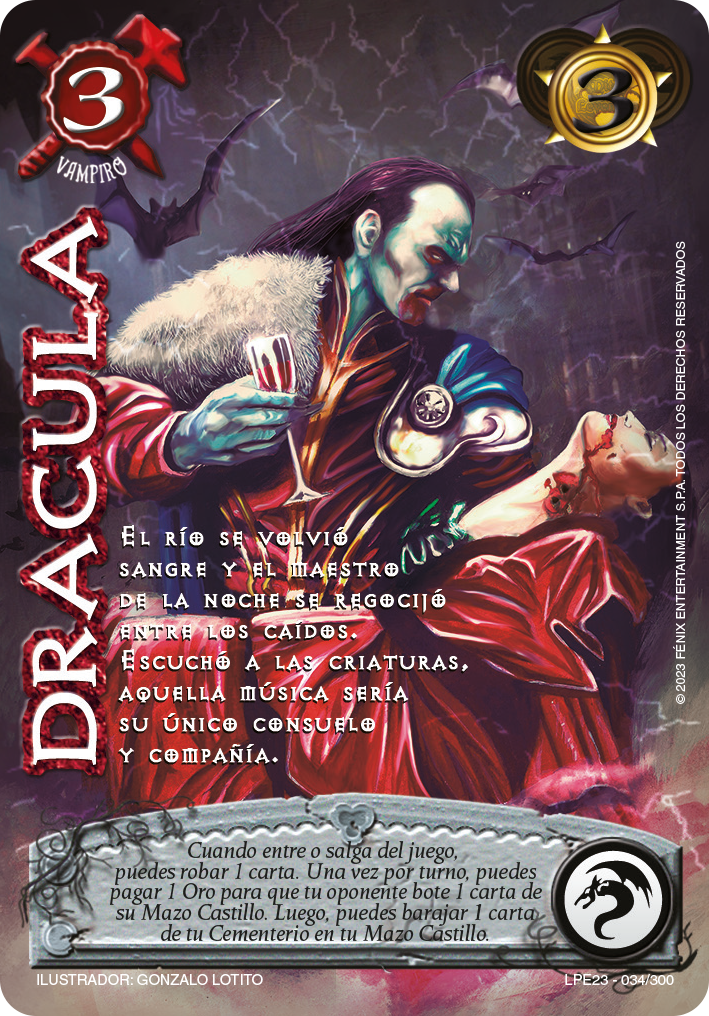 3
VAMPIRO
3
DRACULA
El río se volvió
sangre y el maestro
de la noche se regocijó
entre los caídos.
Escuchó a las criaturas,
aquella música sería
su único consuelo
y compañía.
© 2023 FÉNIX ENTERTAINMENT S.P.A. TODOS LOS DERECHOS RESERVADOS
Cuando entre o salga del juego,
puedes robar 1 carta. Una vez por turno, puedes
pagar 1 Oro para que tu oponente bote 1 carta de
su Mazo Castillo. Luego, puedes barajar 1 carta
de tu Cementerio en tu Mazo Castillo.
ILUSTRADOR: GONZALO LOTITO
LPE23 - 034/300